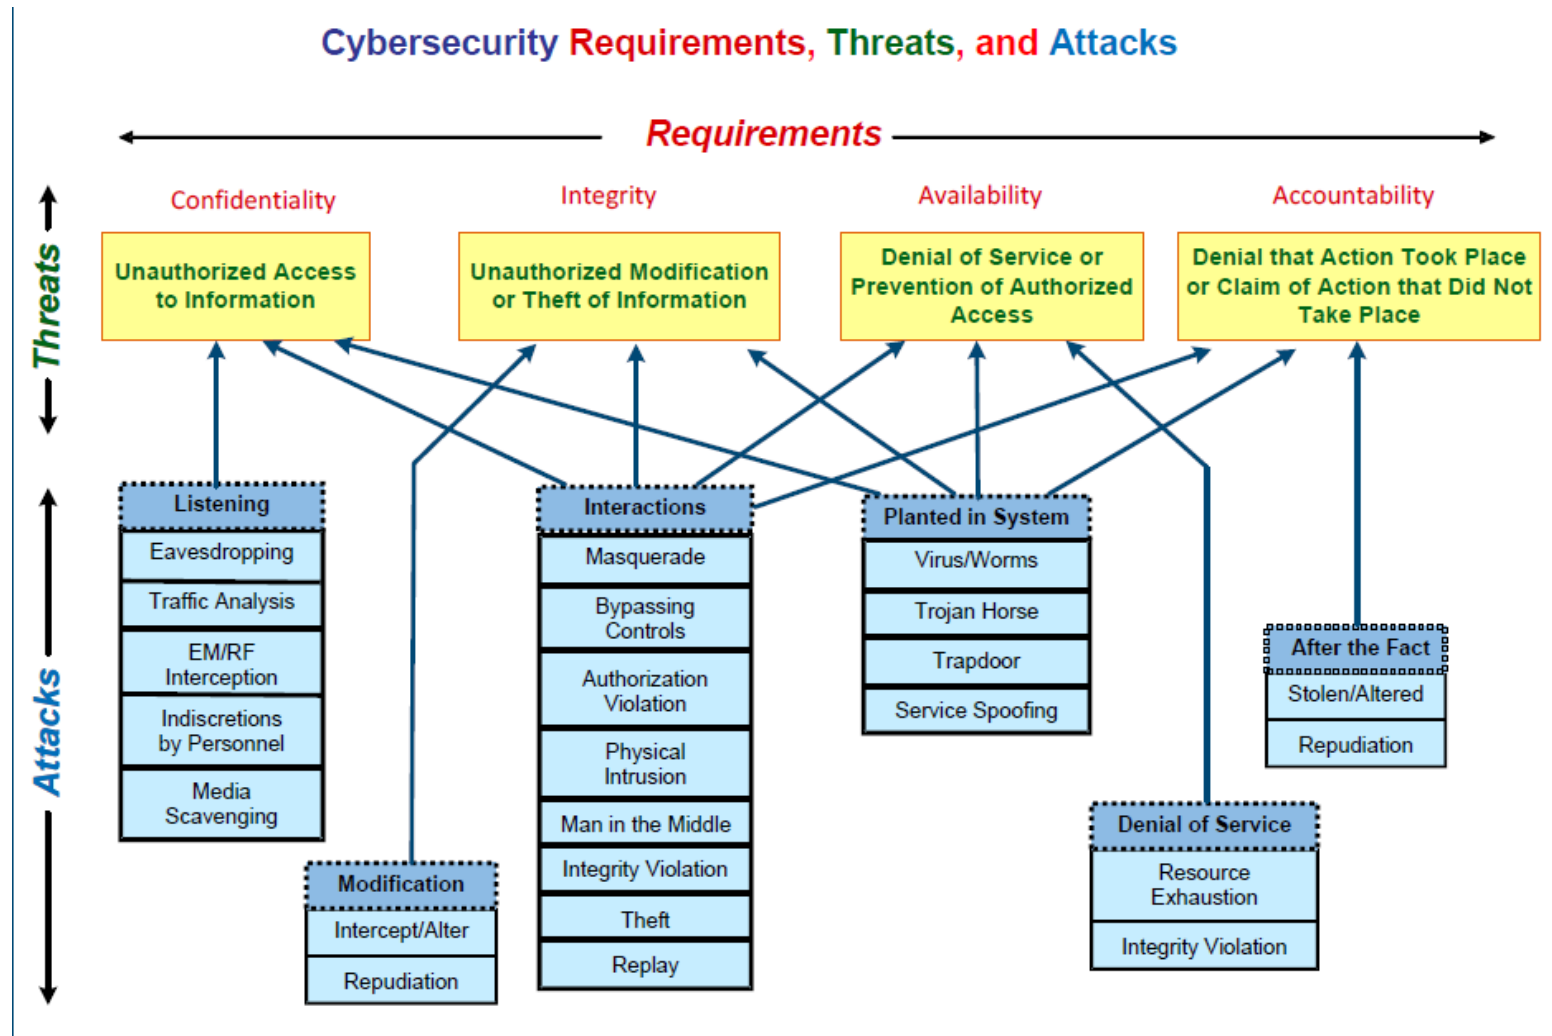 Cybersecurity Requirements, Threats, and Attacks
Requirements
Confidentiality
Integrity
Availability
Accountability
Threats
Unauthorized Access
to Information
Unauthorized Modification
or Theft of Information
Denial of Service or
Prevention of Authorized
Access
Denial that Action Took Place
or Claim of Action that Did Not
Take Place
Attacks
Listening
Eavesdropping
Traffic Analysis
EM/RF
Interception
Indiscretions
by Personnel
Media
Scavenging
Modification
Intercept/Alter
Repudiation
Interactions
Masquerade
Bypassing
Controls
Authorization
Violation
Physical
Intrusion
Man in the Middle
Integrity Violation
Theft
Replay
Planted in System
Virus/Worms
Trojan Horse
Trapdoor
Service Spoofing
Denial of Service
Resource
Exhaustion
Integrity Violation
After the Fact
Stolen/Altered
Repudiation